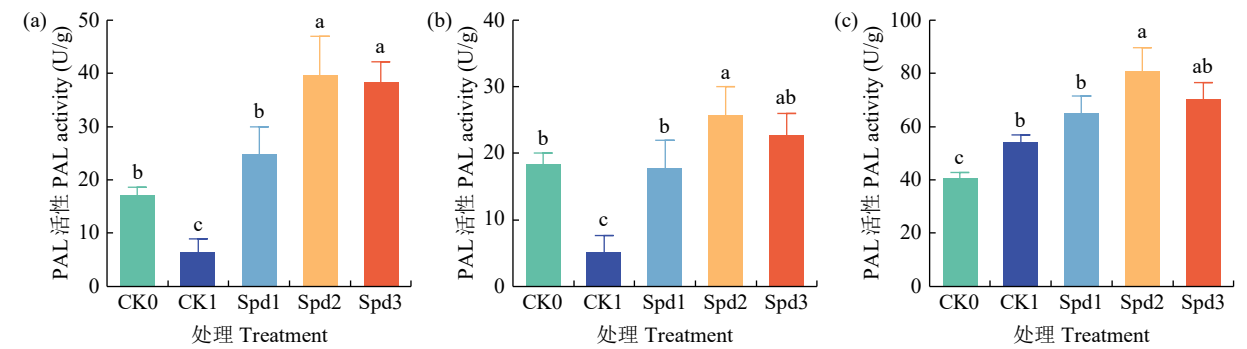 (a)
PAL 活性 PAL activity (U/g)
50
40
30
20
10
0
b
c
b
a
a
CK0 CK1 Spd1 Spd2 Spd3
处理 Treatment
(b)
PAL 活性 PAL activity (U/g)
40
30
20
10
0
b
c
b
a
ab
CK0 CK1 Spd1 Spd2 Spd3
处理 Treatment
(c)
PAL 活性 PAL activity (U/g)
100
80
60
40
20
0
c
b
b
a
ab
CK0 CK1 Spd1 Spd2 Spd3
处理 Treatment